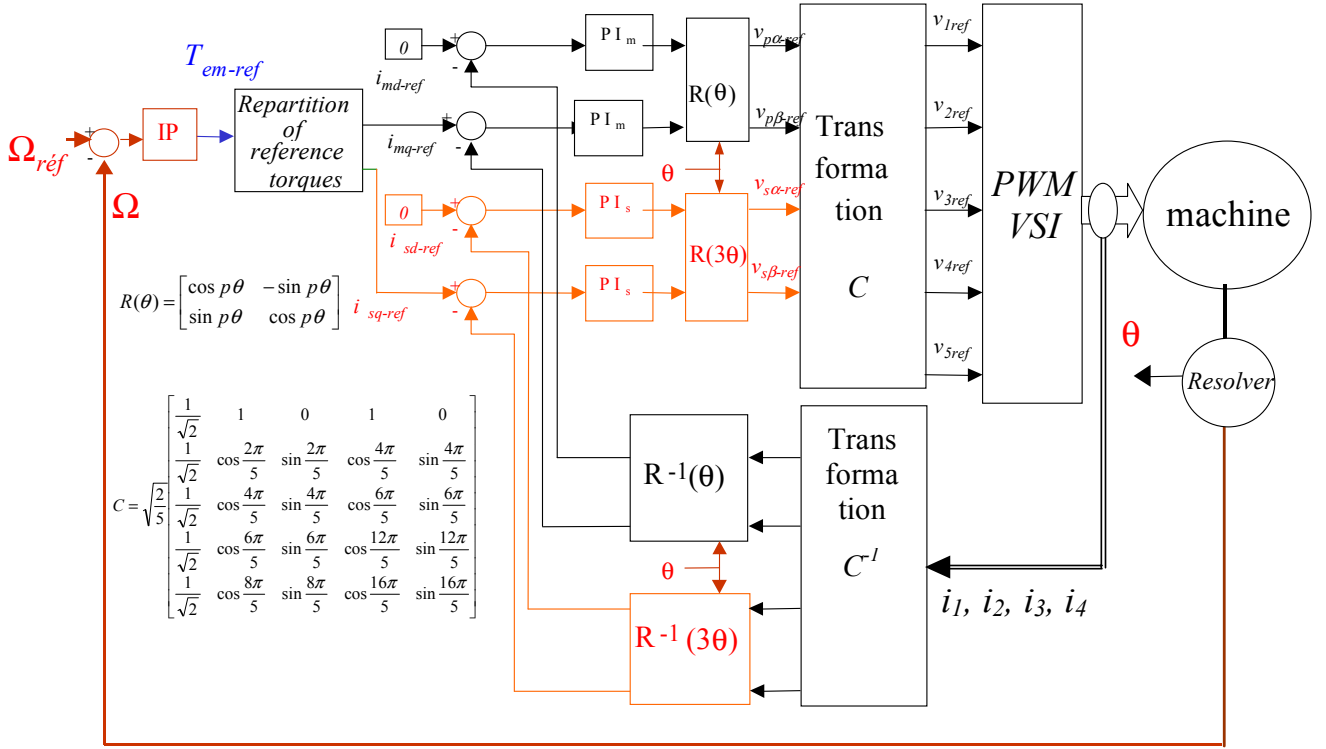 T_em-ref
Ω_réf
+
-
Ω
IP
Repartition
of
reference
torques
0
i_md-ref
+
-
PI_m
R(θ)
i_mq-ref
+
-
PI_m
θ
0
i_sd-ref
+
-
PI_s
R(3θ)
i_sq-ref
+
-
PI_s
v_pα-ref
v_pβ-ref
v_sα-ref
v_sβ-ref
Trans
forma
tion
C
v_1ref
v_2ref
v_3ref
v_4ref
v_5ref
PWM
VSI
machine
θ
Resolver
R(θ) = [cos pθ −sin pθ
sin pθ cos pθ]
C = √(2/5) [1/√2 1 0 1 0
1/√2 cos 2π/5 sin 2π/5 cos 4π/5 sin 4π/5
1/√2 cos 4π/5 sin 4π/5 cos 6π/5 sin 6π/5
1/√2 cos 6π/5 sin 6π/5 cos 12π/5 sin 12π/5
1/√2 cos 8π/5 sin 8π/5 cos 16π/5 sin 16π/5]
R⁻¹(θ)
θ
R⁻¹(3θ)
Trans
forma
tion
C⁻¹
i_1, i_2, i_3, i_4